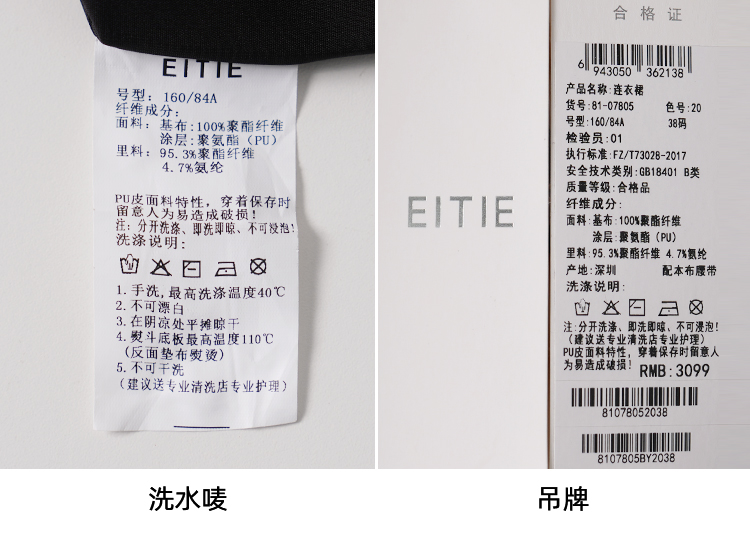 EITIE
号型: 160/84A
纤维成分:
面料: 基布:100%聚酯纤维
涂层:聚氨酯（PU）
里料: 95.3%聚酯纤维
4.7%氨纶
PU皮面料特性，穿着保存时
留意人为易造成破损!
注: 分开洗涤、即洗即晾、不可浸泡!
洗涤说明:
1.手洗,最高洗涤温度40℃
2.不可漂白
3.在阴凉处平摊晾干
4.熨斗底板最高温度110℃
（反面垫布熨烫）
5.不可干洗
（建议送专业清洗店专业护理）
洗水唛
EITIE
合格证
6 943050 362138
产品名称:连衣裙
货号:81-07805 色号:20
号型:160/84A 38码
检验员:01
执行标准:FZ/T73028-2017
安全技术类别:GB18401 B类
质量等级:合格品
纤维成分:
面料:基布:100%聚酯纤维
涂层:聚氨酯（PU）
里料:95.3%聚酯纤维 4.7%氨纶
产地:深圳 配本布腰带
洗涤说明:
注:分开洗涤、即洗即晾、不可浸泡!
（建议送专业清洗店专业护理）
PU皮面料特性，穿着保存时留意人
为易造成破损! RMB:3099
81078052038
8107805BY2038
吊牌